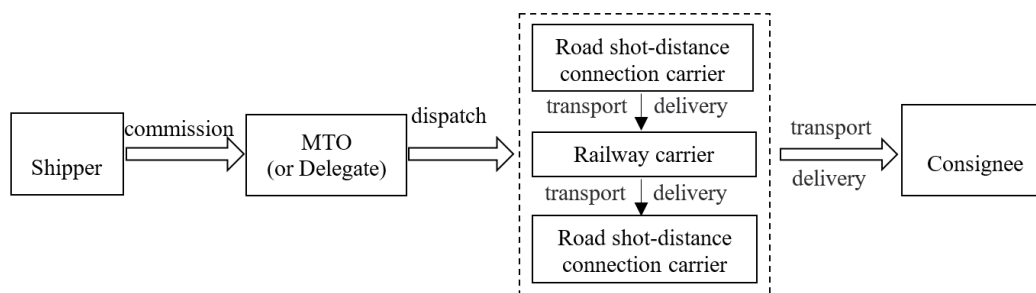 Shipper
commission
MTO
(or Delegate)
dispatch
Road shot-distance
connection carrier
transport delivery
Railway carrier
transport delivery
Road shot-distance
connection carrier
transport
delivery
Consignee